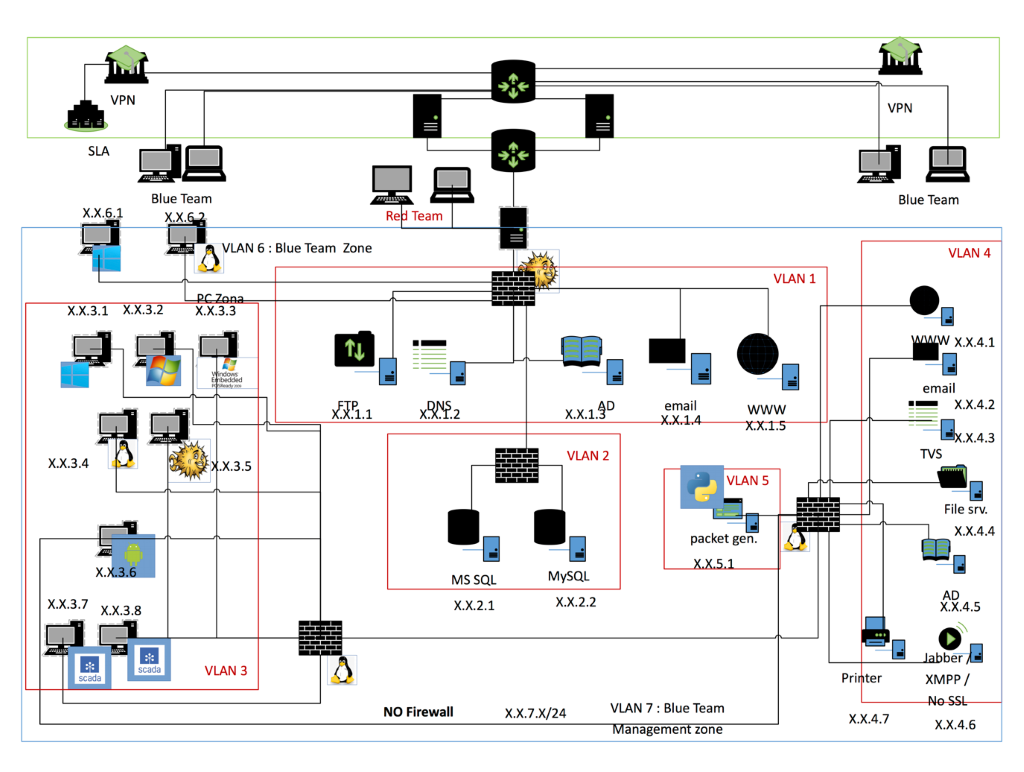 VPN
VPN
SLA
Blue Team
Blue Team
Red Team
X.X.6.1
X.X.6.2
VLAN 6 : Blue Team Zone
VLAN 4
VLAN 1
PC Zona
X.X.3.1
X.X.3.2
X.X.3.3
Windows
Embedded
FTP
X.X.1.1
DNS
X.X.1.2
AD
X.X.1.3
email
X.X.1.4
WWW
X.X.1.5
WWW
X.X.4.1
email
X.X.4.2
X.X.4.3
TVS
X.X.3.4
X.X.3.5
VLAN 2
VLAN 5
File srv.
X.X.4.4
packet gen.
X.X.5.1
MS SQL
X.X.2.1
MySQL
X.X.2.2
X.X.3.6
X.X.3.7
X.X.3.8
AD
X.X.4.5
scada
scada
VLAN 3
Printer
Jabber /
XMPP /
No SSL
X.X.4.7
X.X.4.6
NO Firewall
X.X.7.X/24
VLAN 7 : Blue Team
Management zone